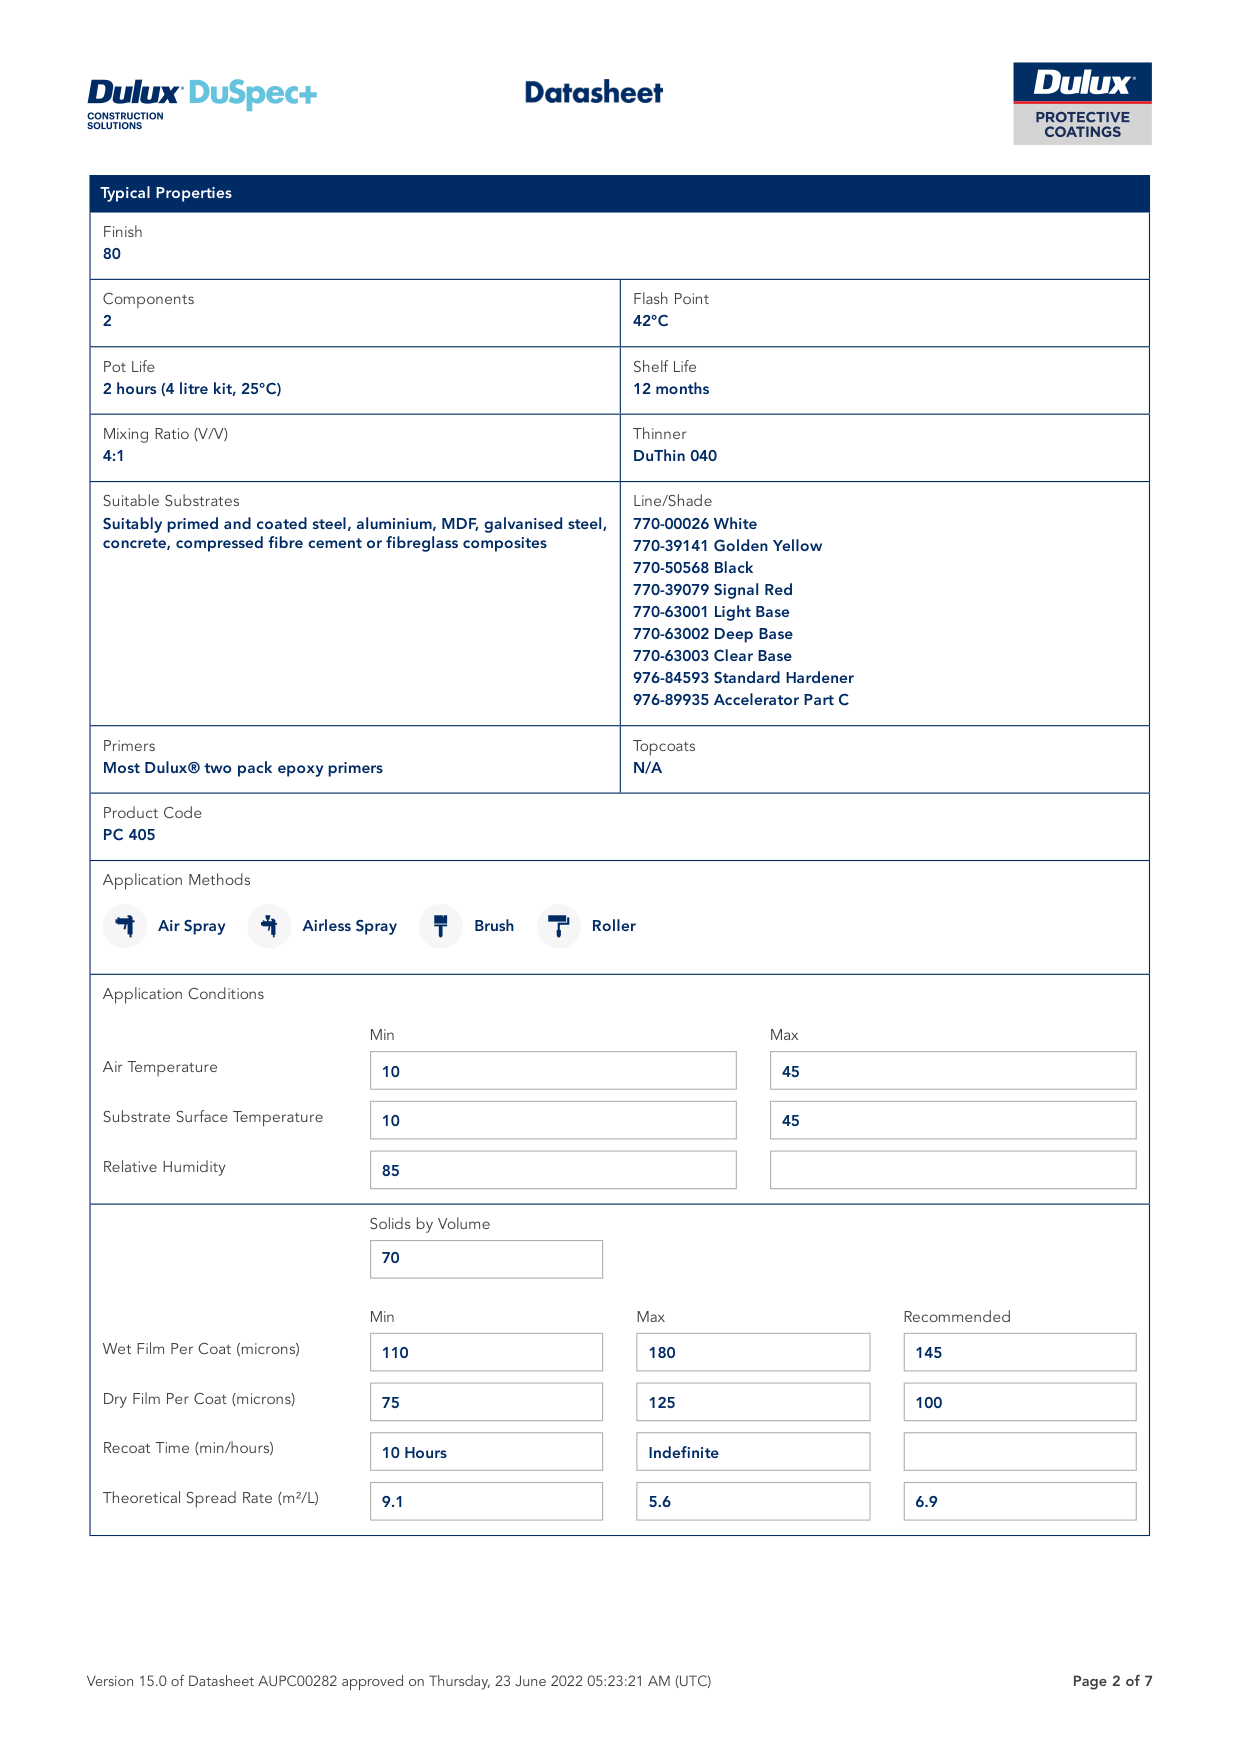 Dulux DuSpec+
CONSTRUCTION
SOLUTIONS
Datasheet
Dulux®
PROTECTIVE
COATINGS
Typical Properties
Finish
80
Components
2
Flash Point
42°C
Pot Life
2 hours (4 litre kit, 25°C)
Shelf Life
12 months
Mixing Ratio (V/V)
4:1
Thinner
DuThin 040
Suitable Substrates
Suitably primed and coated steel, aluminium, MDF, galvanised steel,
concrete, compressed fibre cement or fibreglass composites
Line/Shade
770-00026 White
770-39141 Golden Yellow
770-50568 Black
770-39079 Signal Red
770-63001 Light Base
770-63002 Deep Base
770-63003 Clear Base
976-84593 Standard Hardener
976-89935 Accelerator Part C
Primers
Most Dulux® two pack epoxy primers
Topcoats
N/A
Product Code
PC 405
Application Methods
Air Spray Airless Spray Brush Roller
Application Conditions
Min Max
Air Temperature 10 45
Substrate Surface Temperature 10 45
Relative Humidity 85
Solids by Volume
70
Min Max Recommended
Wet Film Per Coat (microns) 110 180 145
Dry Film Per Coat (microns) 75 125 100
Recoat Time (min/hours) 10 Hours Indefinite
Theoretical Spread Rate (m²/L) 9.1 5.6 6.9
Version 15.0 of Datasheet AUPC00282 approved on Thursday, 23 June 2022 05:23:21 AM (UTC)
Page 2 of 7